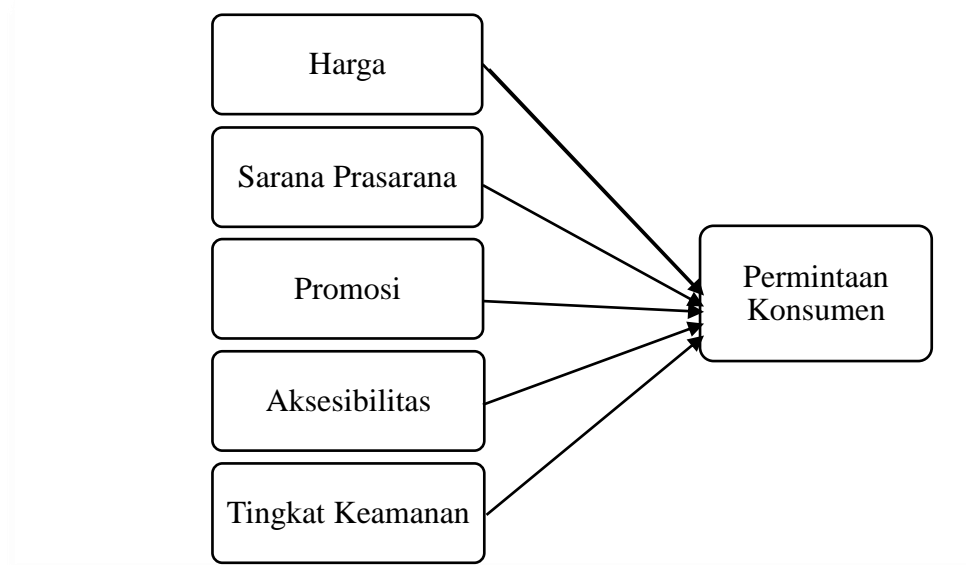 Harga
Sarana Prasarana
Promosi
Aksesibilitas
Tingkat Keamanan
Permintaan
Konsumen